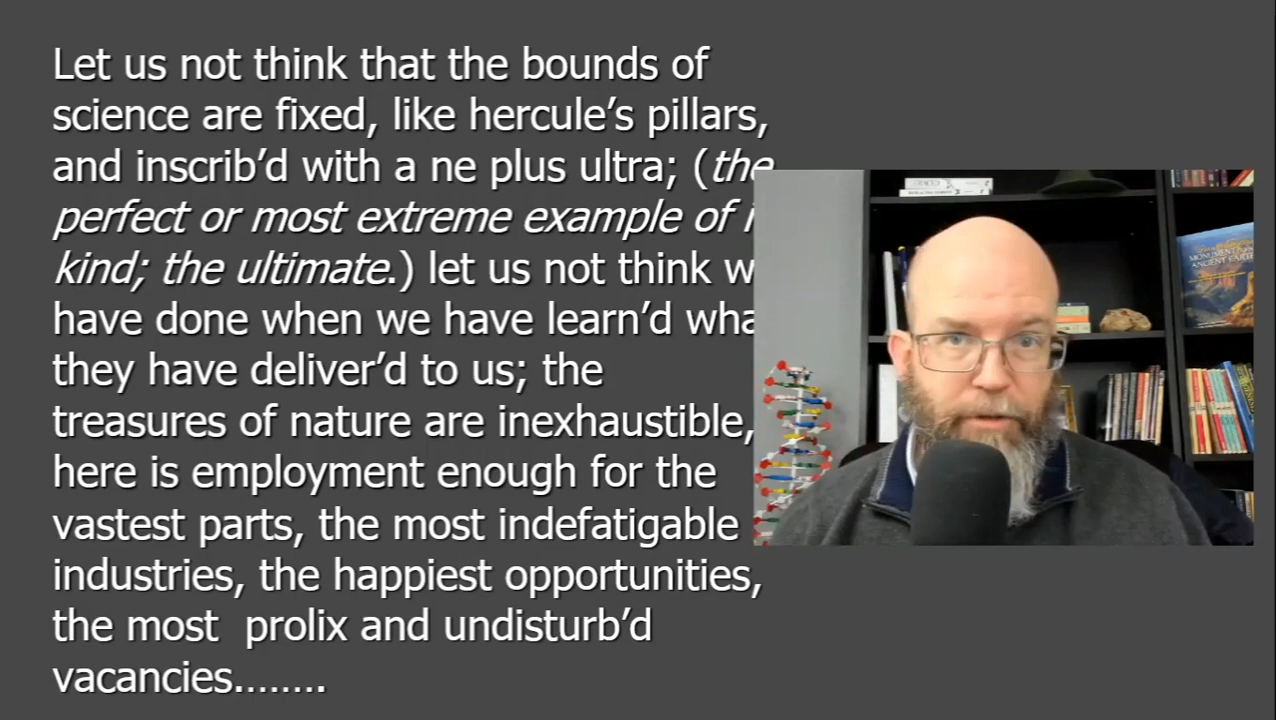 Let us not think that the bounds of
science are fixed, like hercule’s pillars,
and inscrib’d with a ne plus ultra; (the
perfect or most extreme example of
kind; the ultimate.) let us not think
have done when we have learn’d
they have deliver’d to us; the
treasures of nature are inexhaustible,
here is employment enough for the
vastest parts, the most indefatigable
industries, the happiest opportunities,
the most prolix and undisturb’d
vacancies……..
MONUMENT
ANCIENT EARTH